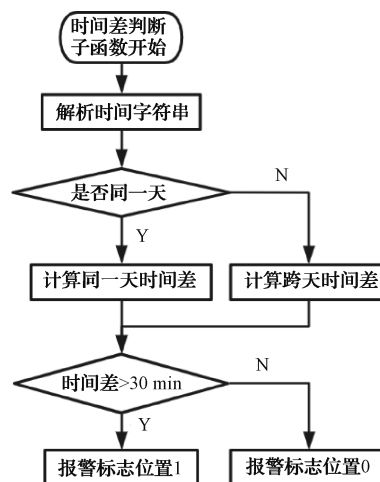 时间差判断
子函数开始
解析时间字符串
是否同一天
N
Y
计算同一天时间差
计算跨天时间差
时间差>30 min
N
Y
报警标志位置1
报警标志位置0